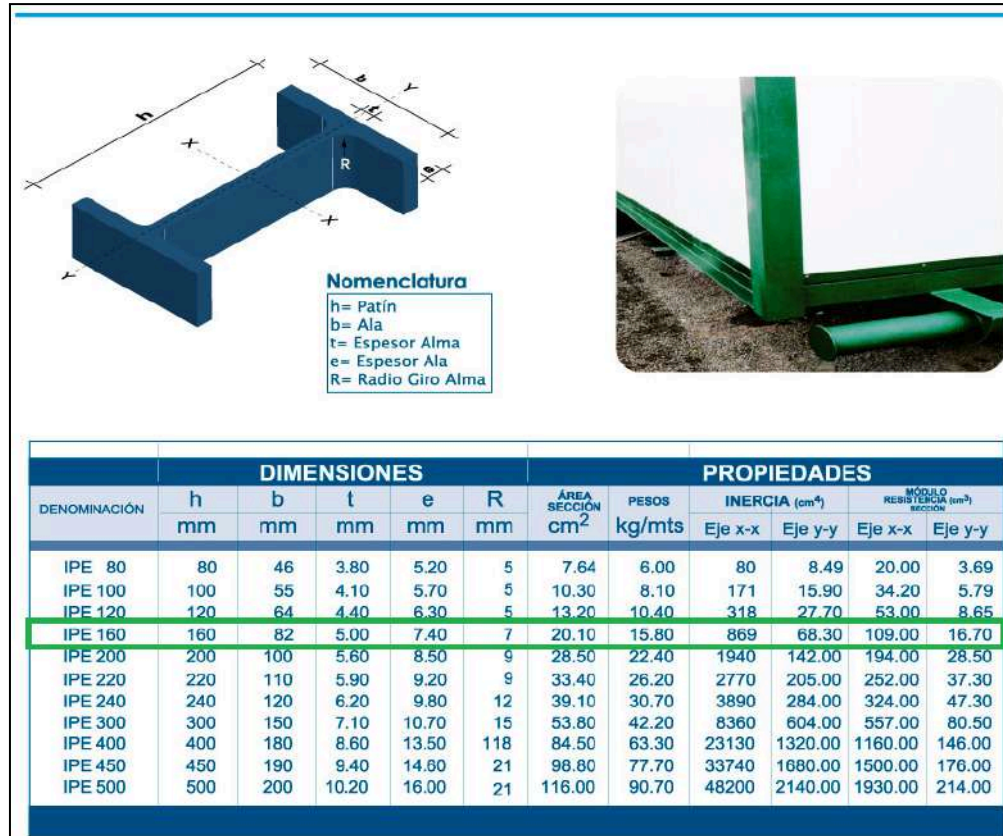 h
b
Y
t
X
R
e
X
Y
Nomenclatura
h= Patín
b= Ala
t= Espesor Alma
e= Espesor Ala
R= Radio Giro Alma
DIMENSIONES PROPIEDADES
DENOMINACIÓN h b t e R ÁREA SECCIÓN PESOS INERCIA (cm⁴) MÓDULO RESISTENCIA (cm³) SECCIÓN
mm mm mm mm mm cm² kg/mts Eje x-x Eje y-y Eje x-x Eje y-y
IPE 80 80 46 3.80 5.20 5 7.64 6.00 80 8.49 20.00 3.69
IPE 100 100 55 4.10 5.70 5 10.30 8.10 171 15.90 34.20 5.79
IPE 120 120 64 4.40 6.30 5 13.20 10.40 318 27.70 53.00 8.65
IPE 160 160 82 5.00 7.40 7 20.10 15.80 869 68.30 109.00 16.70
IPE 200 200 100 5.60 8.50 9 28.50 22.40 1940 142.00 194.00 28.50
IPE 220 220 110 5.90 9.20 9 33.40 26.20 2770 205.00 252.00 37.30
IPE 240 240 120 6.20 9.80 12 39.10 30.70 3890 284.00 324.00 47.30
IPE 300 300 150 7.10 10.70 15 53.80 42.20 8360 604.00 557.00 80.50
IPE 400 400 180 8.60 13.50 118 84.50 63.30 23130 1320.00 1160.00 146.00
IPE 450 450 190 9.40 14.60 21 98.80 77.70 33740 1680.00 1500.00 176.00
IPE 500 500 200 10.20 16.00 21 116.00 90.70 48200 2140.00 1930.00 214.00